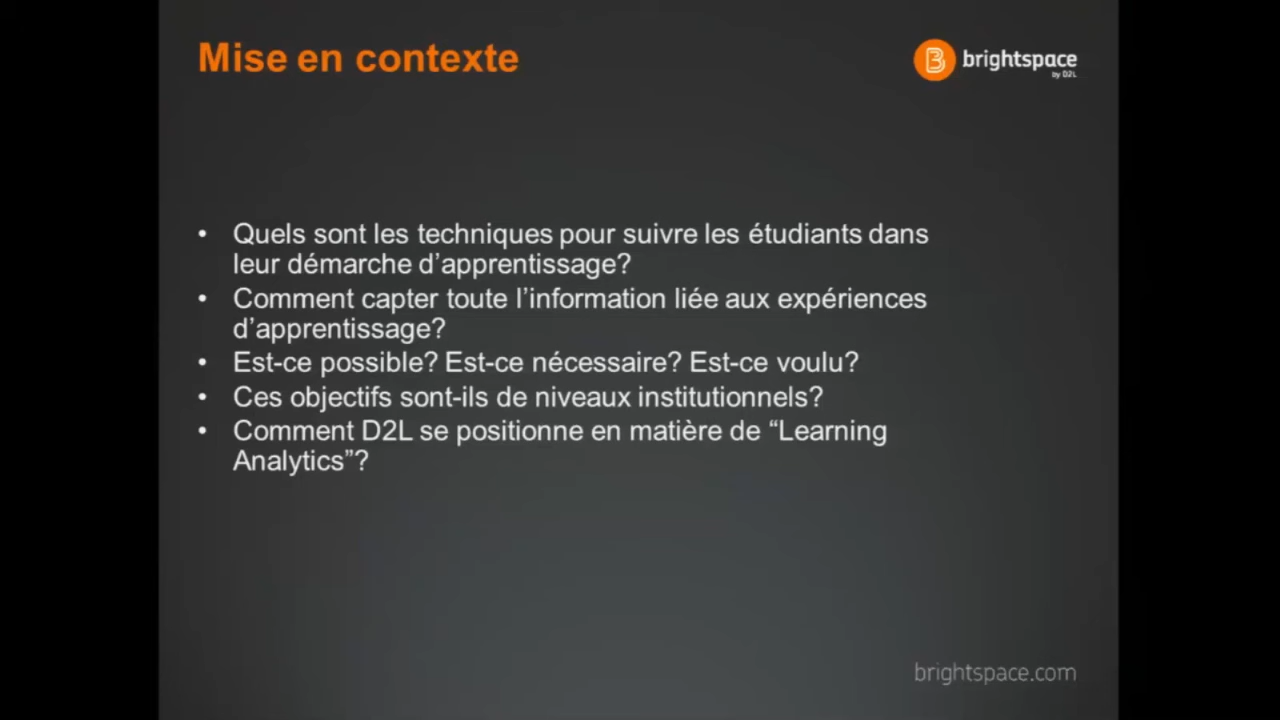 Mise en contexte
brightspace
by D2L
• Quels sont les techniques pour suivre les étudiants dans
leur démarche d’apprentissage?
• Comment capter toute l’information liée aux expériences
d’apprentissage?
• Est-ce possible? Est-ce nécessaire? Est-ce voulu?
• Ces objectifs sont-ils de niveaux institutionnels?
• Comment D2L se positionne en matière de “Learning
Analytics”?
brightspace.com